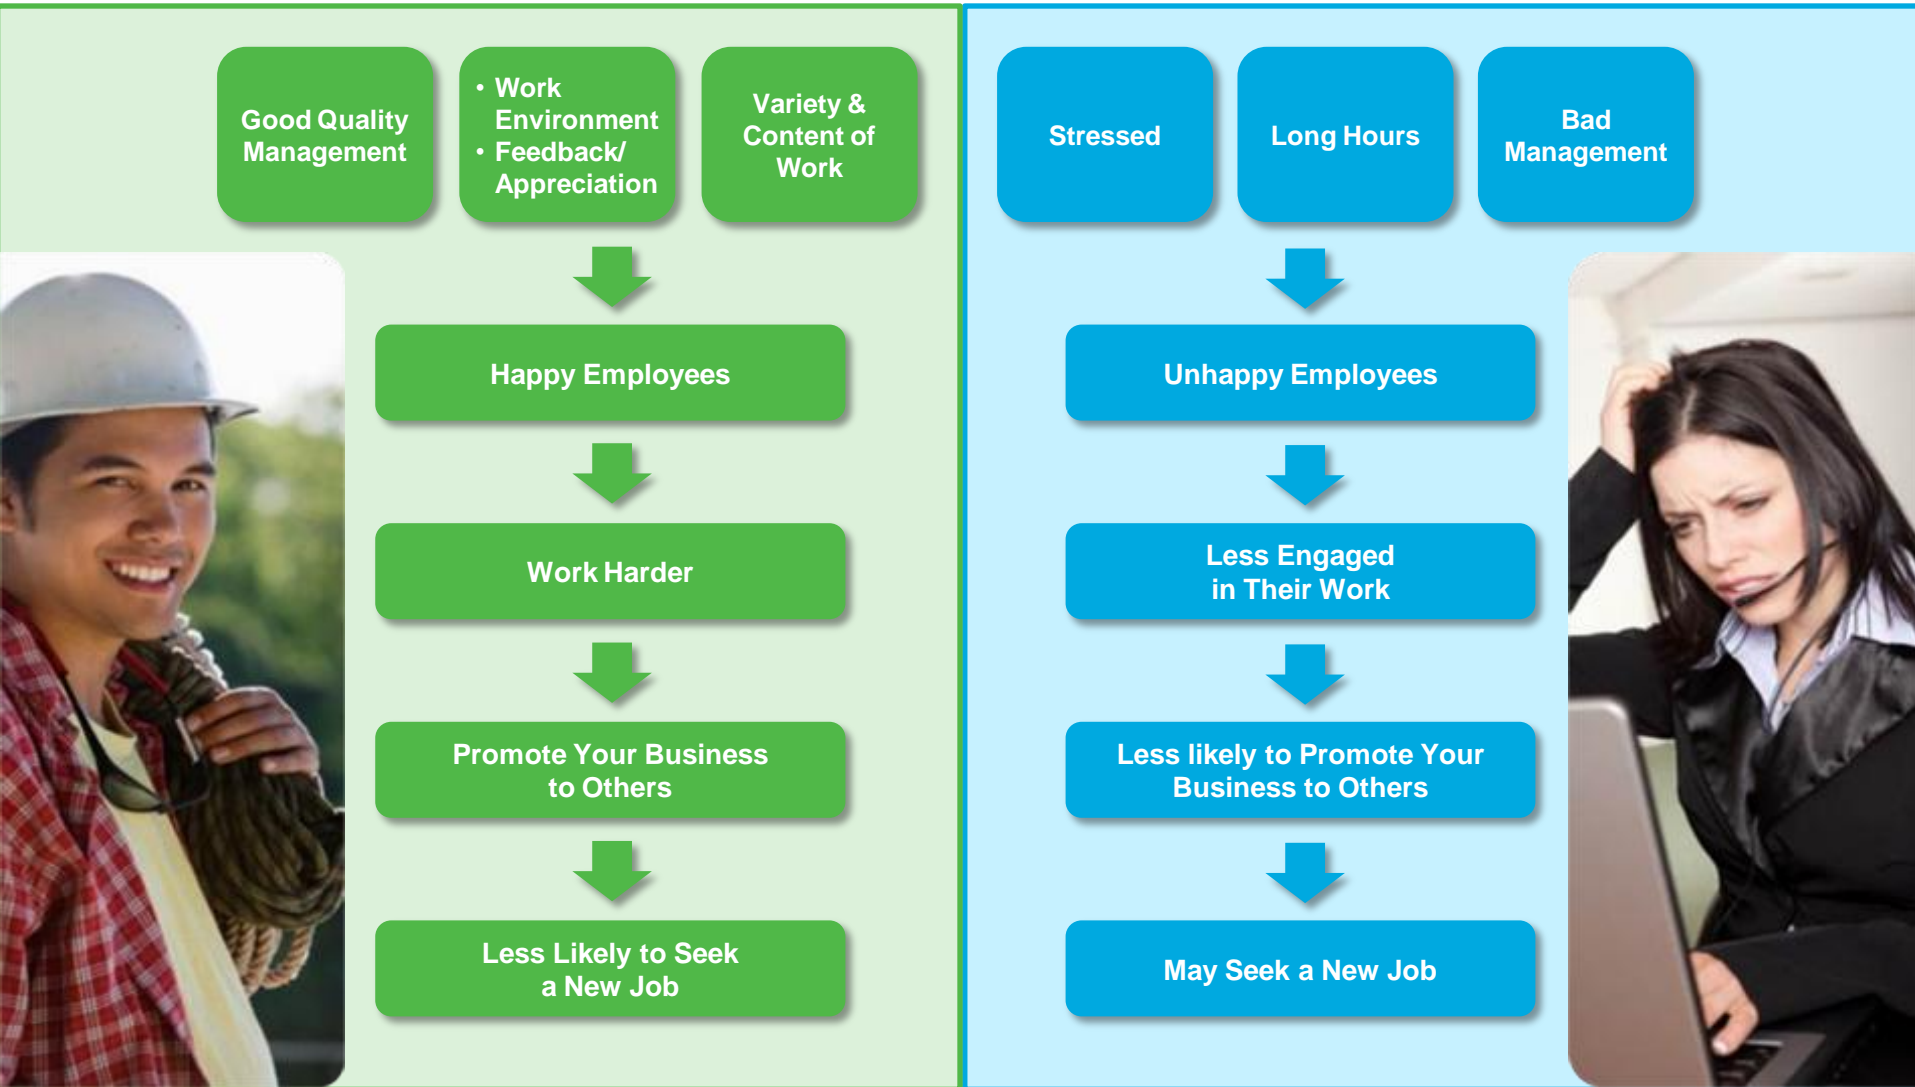 Good Quality
Management
• Work
Environment
• Feedback/
Appreciation
Variety &
Content of
Work
Happy Employees
Work Harder
Promote Your Business
to Others
Less Likely to Seek
a New Job
Stressed
Long Hours
Bad
Management
Unhappy Employees
Less Engaged
in Their Work
Less likely to Promote Your
Business to Others
May Seek a New Job